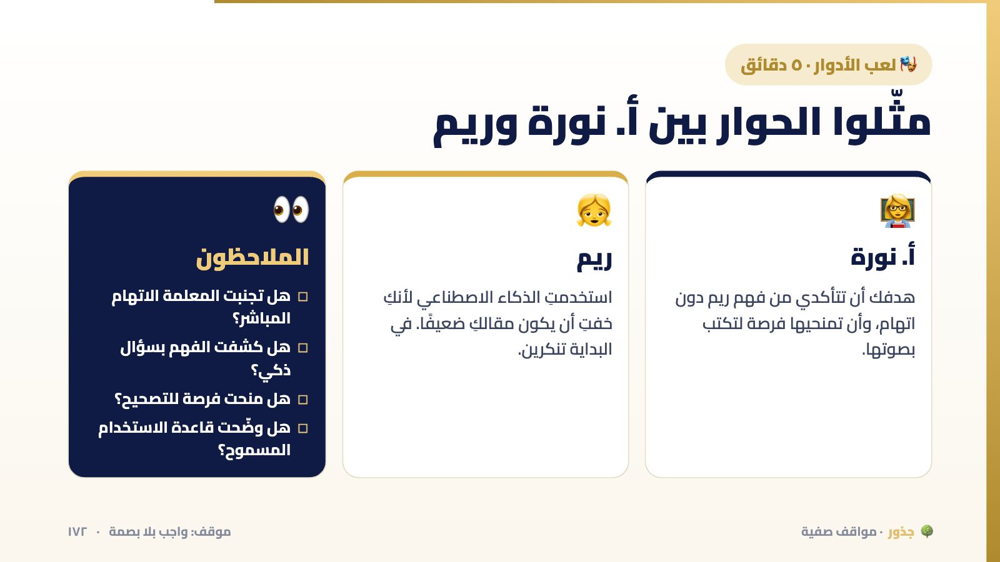 لعب الأدوار · ٥ دقائق
مثّلوا الحوار بين أ. نورة وريم
أ. نورة
هدفك أن تتأكدي من فهم ريم دون
اتهام، وأن تمنحيها فرصة لتكتب
بصوتها.
ريم
استخدمتِ الذكاء الاصطناعي لأنكِ
خفتِ أن يكون مقالكِ ضعيفًا. في
البداية تنكرين.
الملاحظون
هل تجنبت المعلمة الاتهام
المباشر؟
هل كشفت الفهم بسؤال
ذكي؟
هل منحت فرصة للتصحيح؟
هل وضّحت قاعدة الاستخدام
المسموح؟
جذور · مواقف صفية
موقف: واجب بلا بصمة · ١٧٢